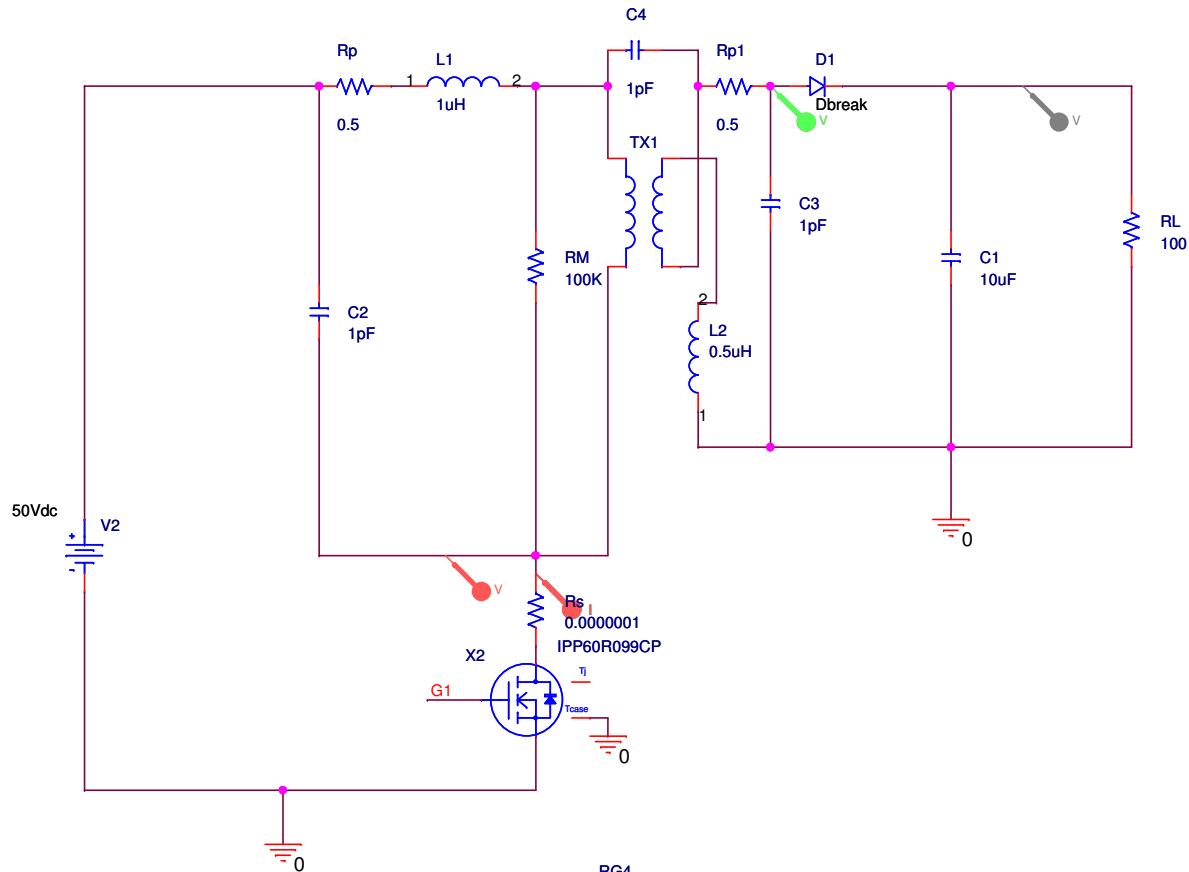 C4
Rp
L1
Rp1
D1
1
2
1uH
1pF
Dbreak
V
V
0.5
0.5
TX1
C3
1pF
RL
100
RM
100K
C1
10uF
C2
1pF
2
L2
0.5uH
1
50Vdc
V2
+
-
0
V
Rs
I
0.0000001
IPP60R099CP
X2
Tj
G1
Tcase
0
0